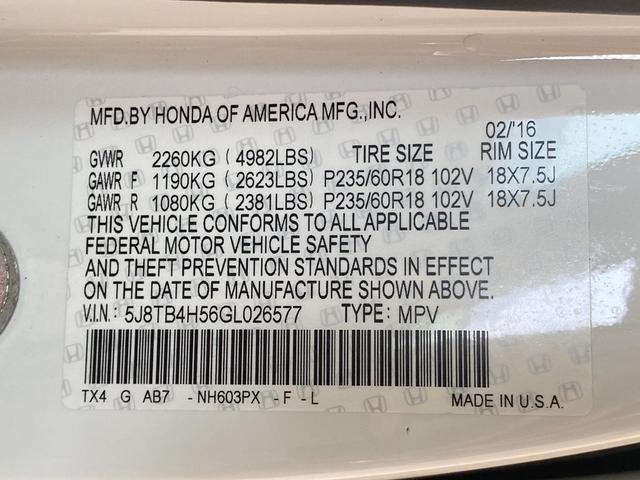 MFD.BY HONDA OF AMERICA MFG.,INC.
02/'16
GVWR 2260KG (4982LBS) TIRE SIZE RIM SIZE
GAWR F 1190KG (2623LBS) P235/60R18 102V 18X7.5J
GAWR R 1080KG (2381LBS) P235/60R18 102V 18X7.5J
THIS VEHICLE CONFORMS TO ALL APPLICABLE
FEDERAL MOTOR VEHICLE SAFETY
AND THEFT PREVENTION STANDARDS IN EFFECT
ON THE DATE OF MANUFACTURE SHOWN ABOVE.
V.I.N: 5J8TB4H56GL026577 TYPE: MPV
TX4 G AB7 -NH603PX -F-L MADE IN U.S.A.